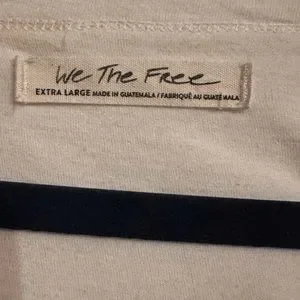 We The Free
EXTRA LARGE MADE IN GUATEMALA / FABRIQUÉ AU GUATEMALA